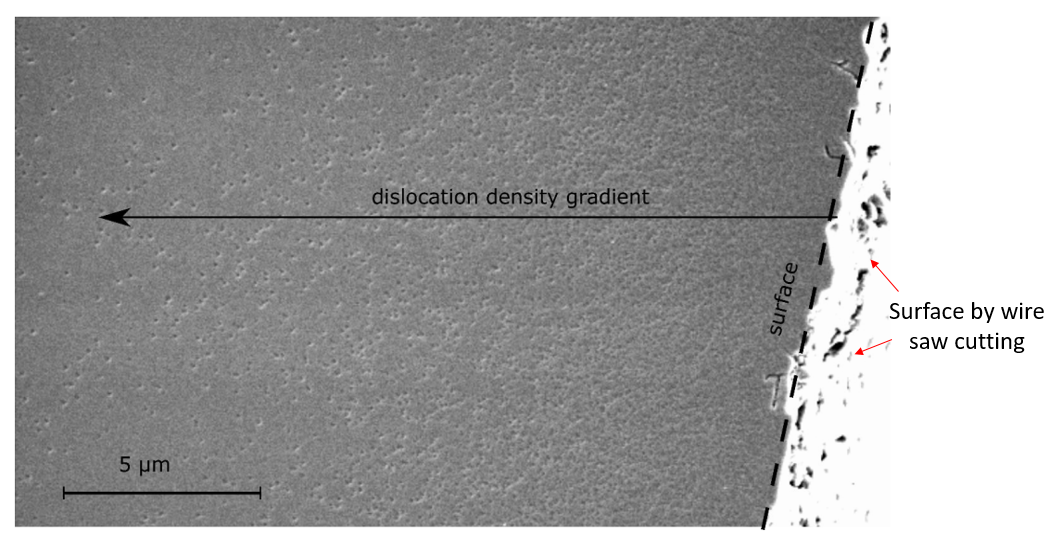 dislocation density gradient
surface
Surface by wire
saw cutting
5 μm